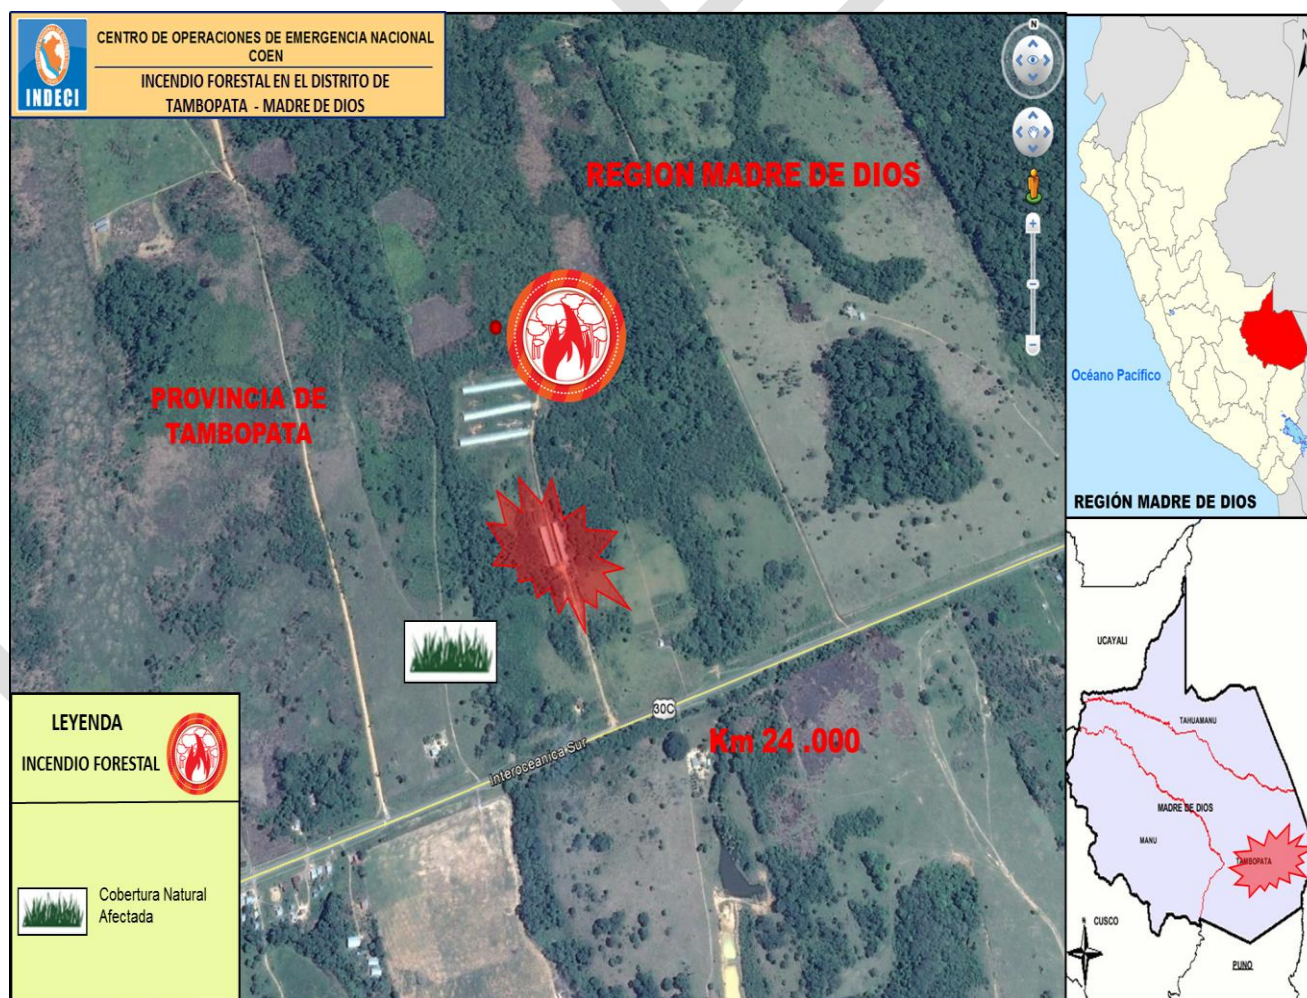 INDECI
CENTRO DE OPERACIONES DE EMERGENCIA NACIONAL
COEN
INCENDIO FORESTAL EN EL DISTRITO DE
TAMBOPATA - MADRE DE DIOS
REGION MADRE DE DIOS
PROVINCIA DE
TAMBOPATA
30C
Interoceanica Sur
Km 24 .000
LEYENDA
INCENDIO FORESTAL
Cobertura Natural
Afectada
N
N
Océano Pacífico
REGIÓN MADRE DE DIOS
UCAYALI
TAHUAMANU
MADRE DE DIOS
MANU
TAMBOPATA
CUSCO
PUNO